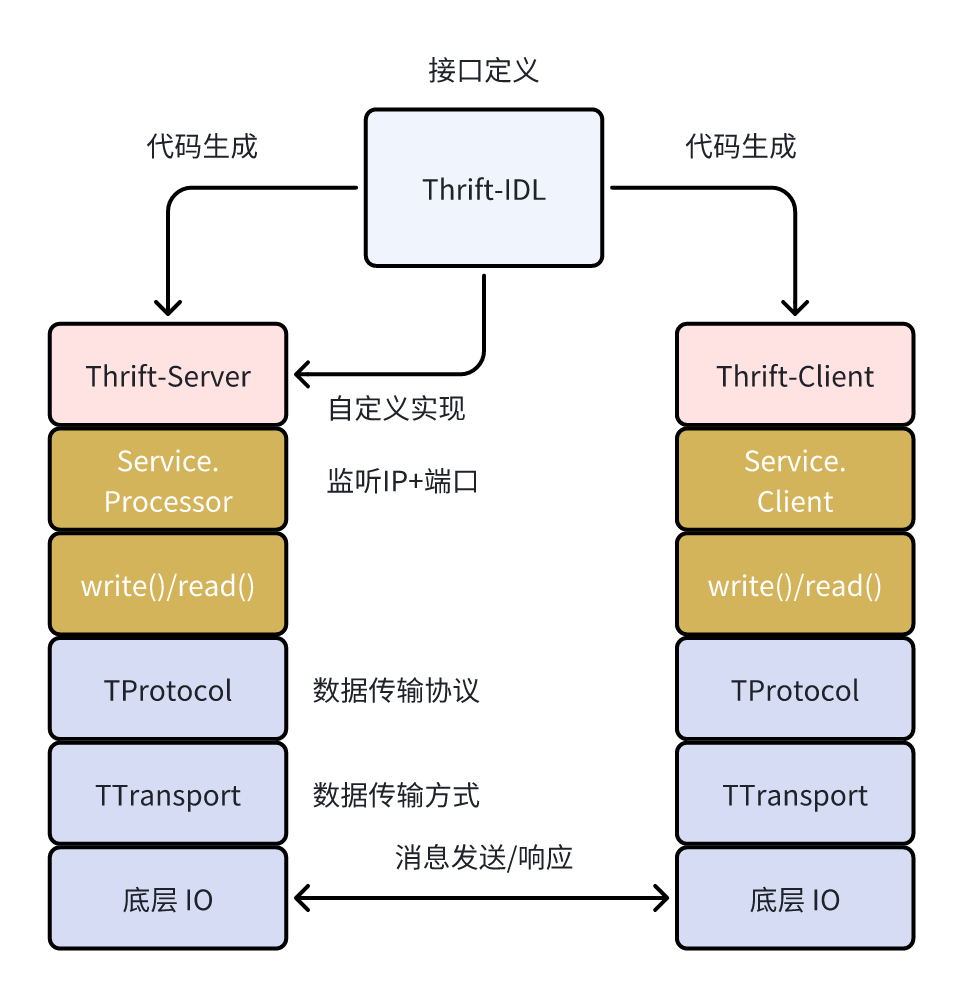 接口定义
代码生成
代码生成
Thrift-IDL
Thrift-Server
Thrift-Client
自定义实现
Service.
Processor
监听IP+端口
Service.
Client
write()/read()
write()/read()
TProtocol
数据传输协议
TProtocol
TTransport
数据传输方式
TTransport
消息发送/响应
底层 IO
底层 IO